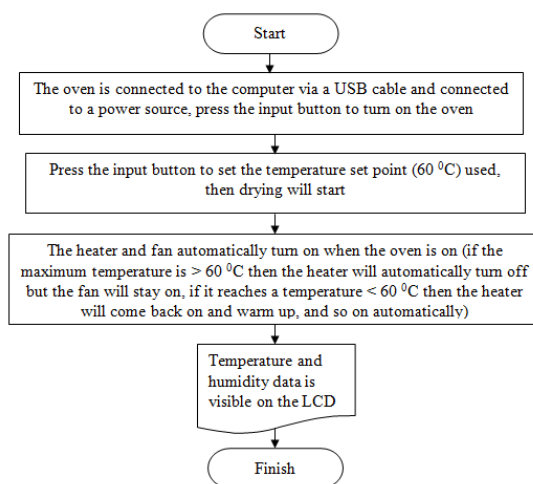 Start
The oven is connected to the computer via a USB cable and connected
to a power source, press the input button to turn on the oven
Press the input button to set the temperature set point (60 ⁰C) used,
then drying will start
The heater and fan automatically turn on when the oven is on (if the
maximum temperature is > 60 ⁰C then the heater will automatically turn off
but the fan will stay on, if it reaches a temperature < 60 ⁰C then the heater
will come back on and warm up, and so on automatically)
Temperature and
humidity data is
visible on the LCD
Finish